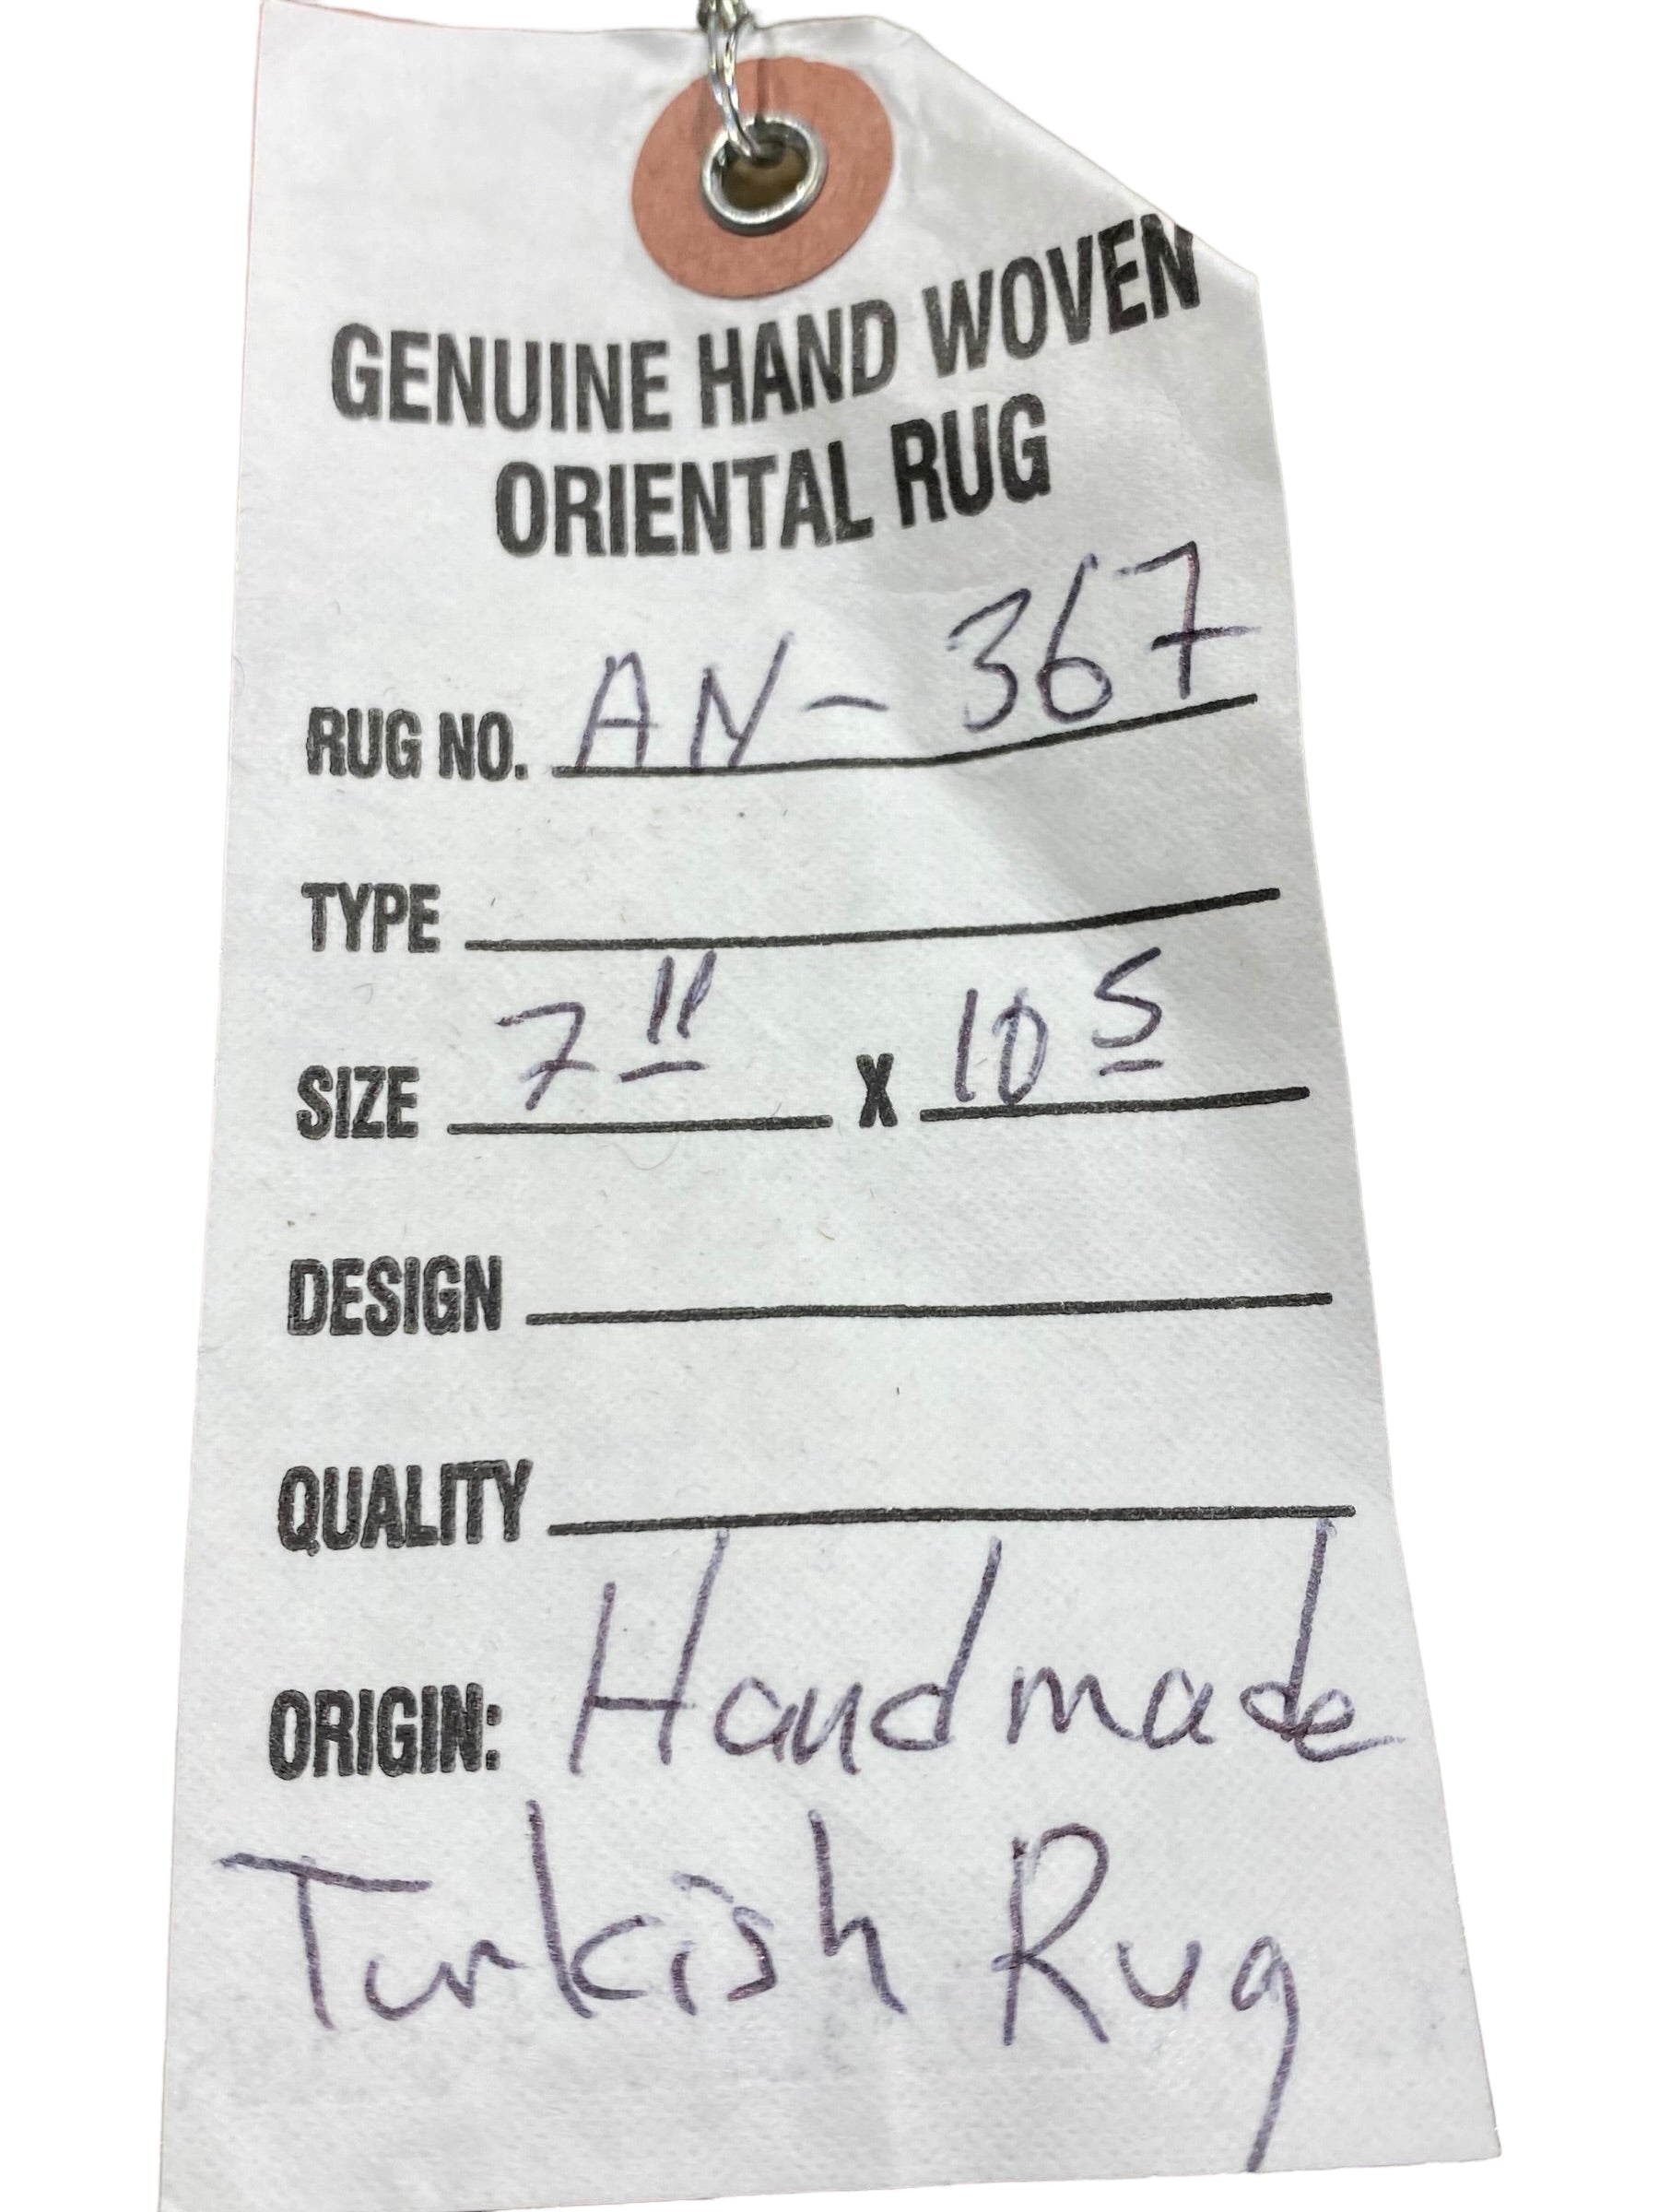 GENUINE HAND WOVEN
ORIENTAL RUG
RUG NO. AN-367
TYPE
SIZE 7 11 X 10 5
DESIGN
QUALITY
ORIGIN: Handmade
Turkish Rug